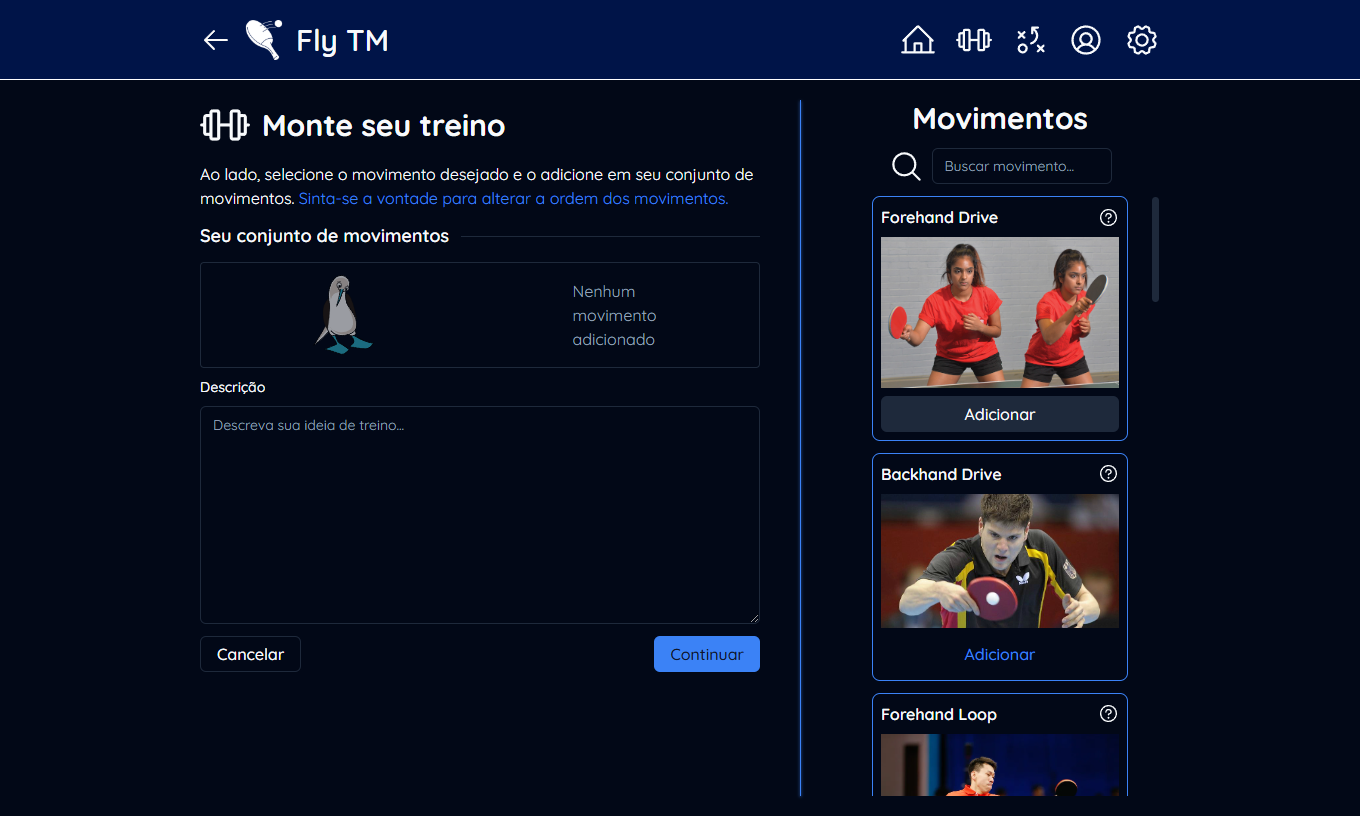 Fly TM
Monte seu treino
Ao lado, selecione o movimento desejado e o adicione em seu conjunto de
movimentos. Sinta-se a vontade para alterar a ordem dos movimentos.
Seu conjunto de movimentos
Nenhum
movimento
adicionado
Descrição
Descreva sua ideia de treino...
Cancelar
Continuar
Movimentos
Buscar movimento...
Forehand Drive
Adicionar
Backhand Drive
Adicionar
Forehand Loop